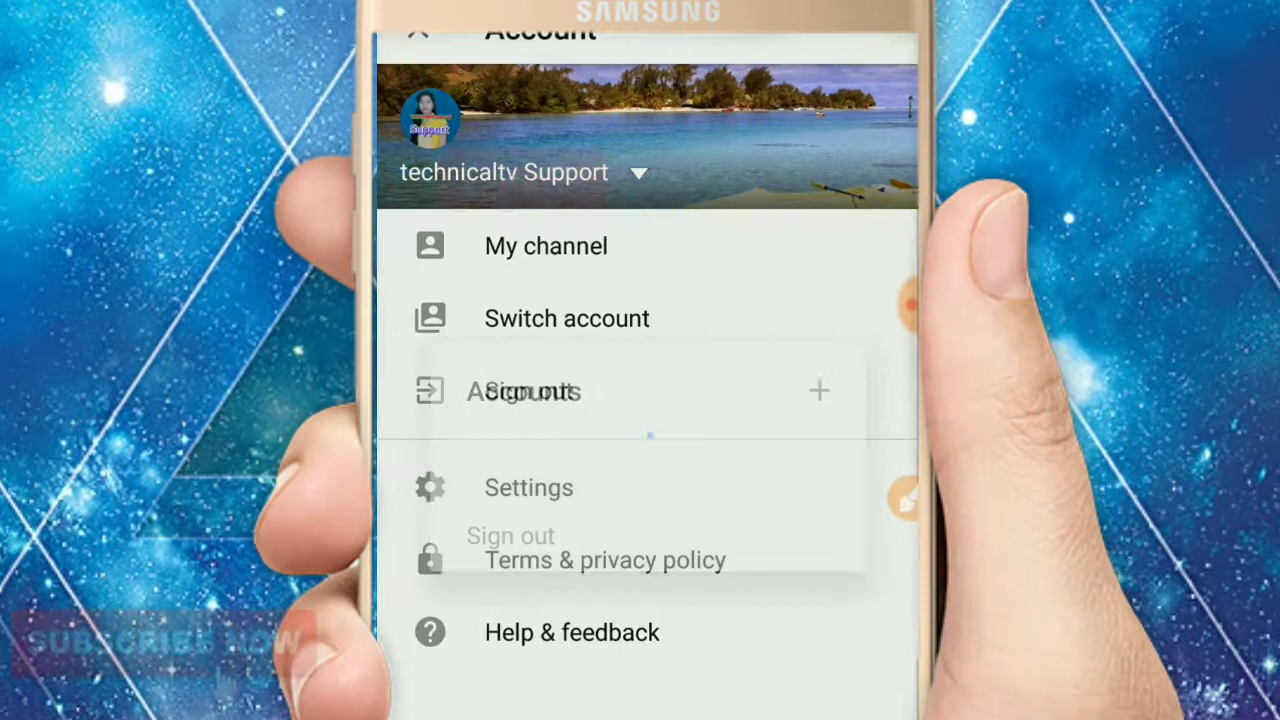 SAMSUNG
Account
Support
technicaltv Support
My channel
Switch account
Sign out
Accounts
Settings
Sign out
Terms & privacy policy
Help & feedback
SUBSCRIBE NOW